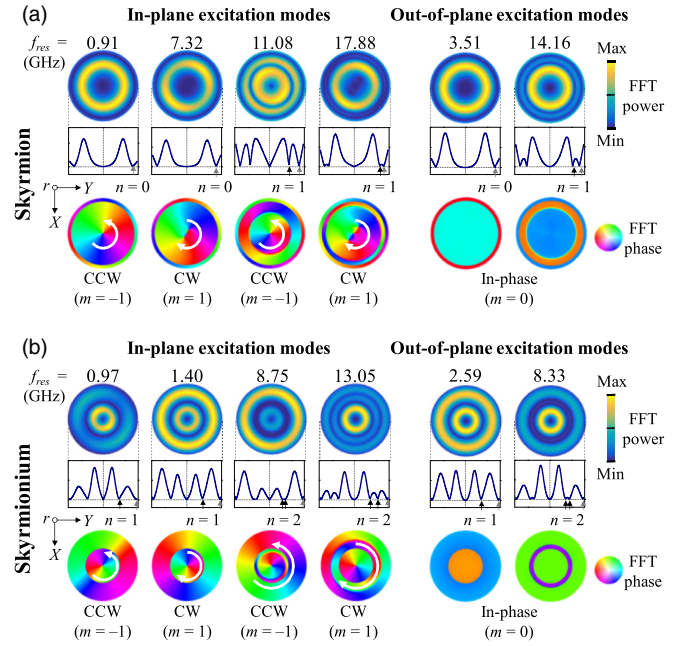 (a) In-plane excitation modes Out-of-plane excitation modes
f_res = 0.91 7.32 11.08 17.88 3.51 14.16
(GHz)
Max
FFT
power
Min
Skyrmion
r Y n = 0 n = 0 n = 1 n = 1 n = 0 n = 1
X
FFT
phase
CCW CW CCW CW In-phase
(m = –1) (m = 1) (m = –1) (m = 1) (m = 0)
(b) In-plane excitation modes Out-of-plane excitation modes
f_res = 0.97 1.40 8.75 13.05 2.59 8.33
(GHz)
Max
FFT
power
Min
Skyrmionium
r Y n = 1 n = 1 n = 2 n = 2 n = 1 n = 2
X
FFT
phase
CCW CW CCW CW In-phase
(m = –1) (m = 1) (m = –1) (m = 1) (m = 0)